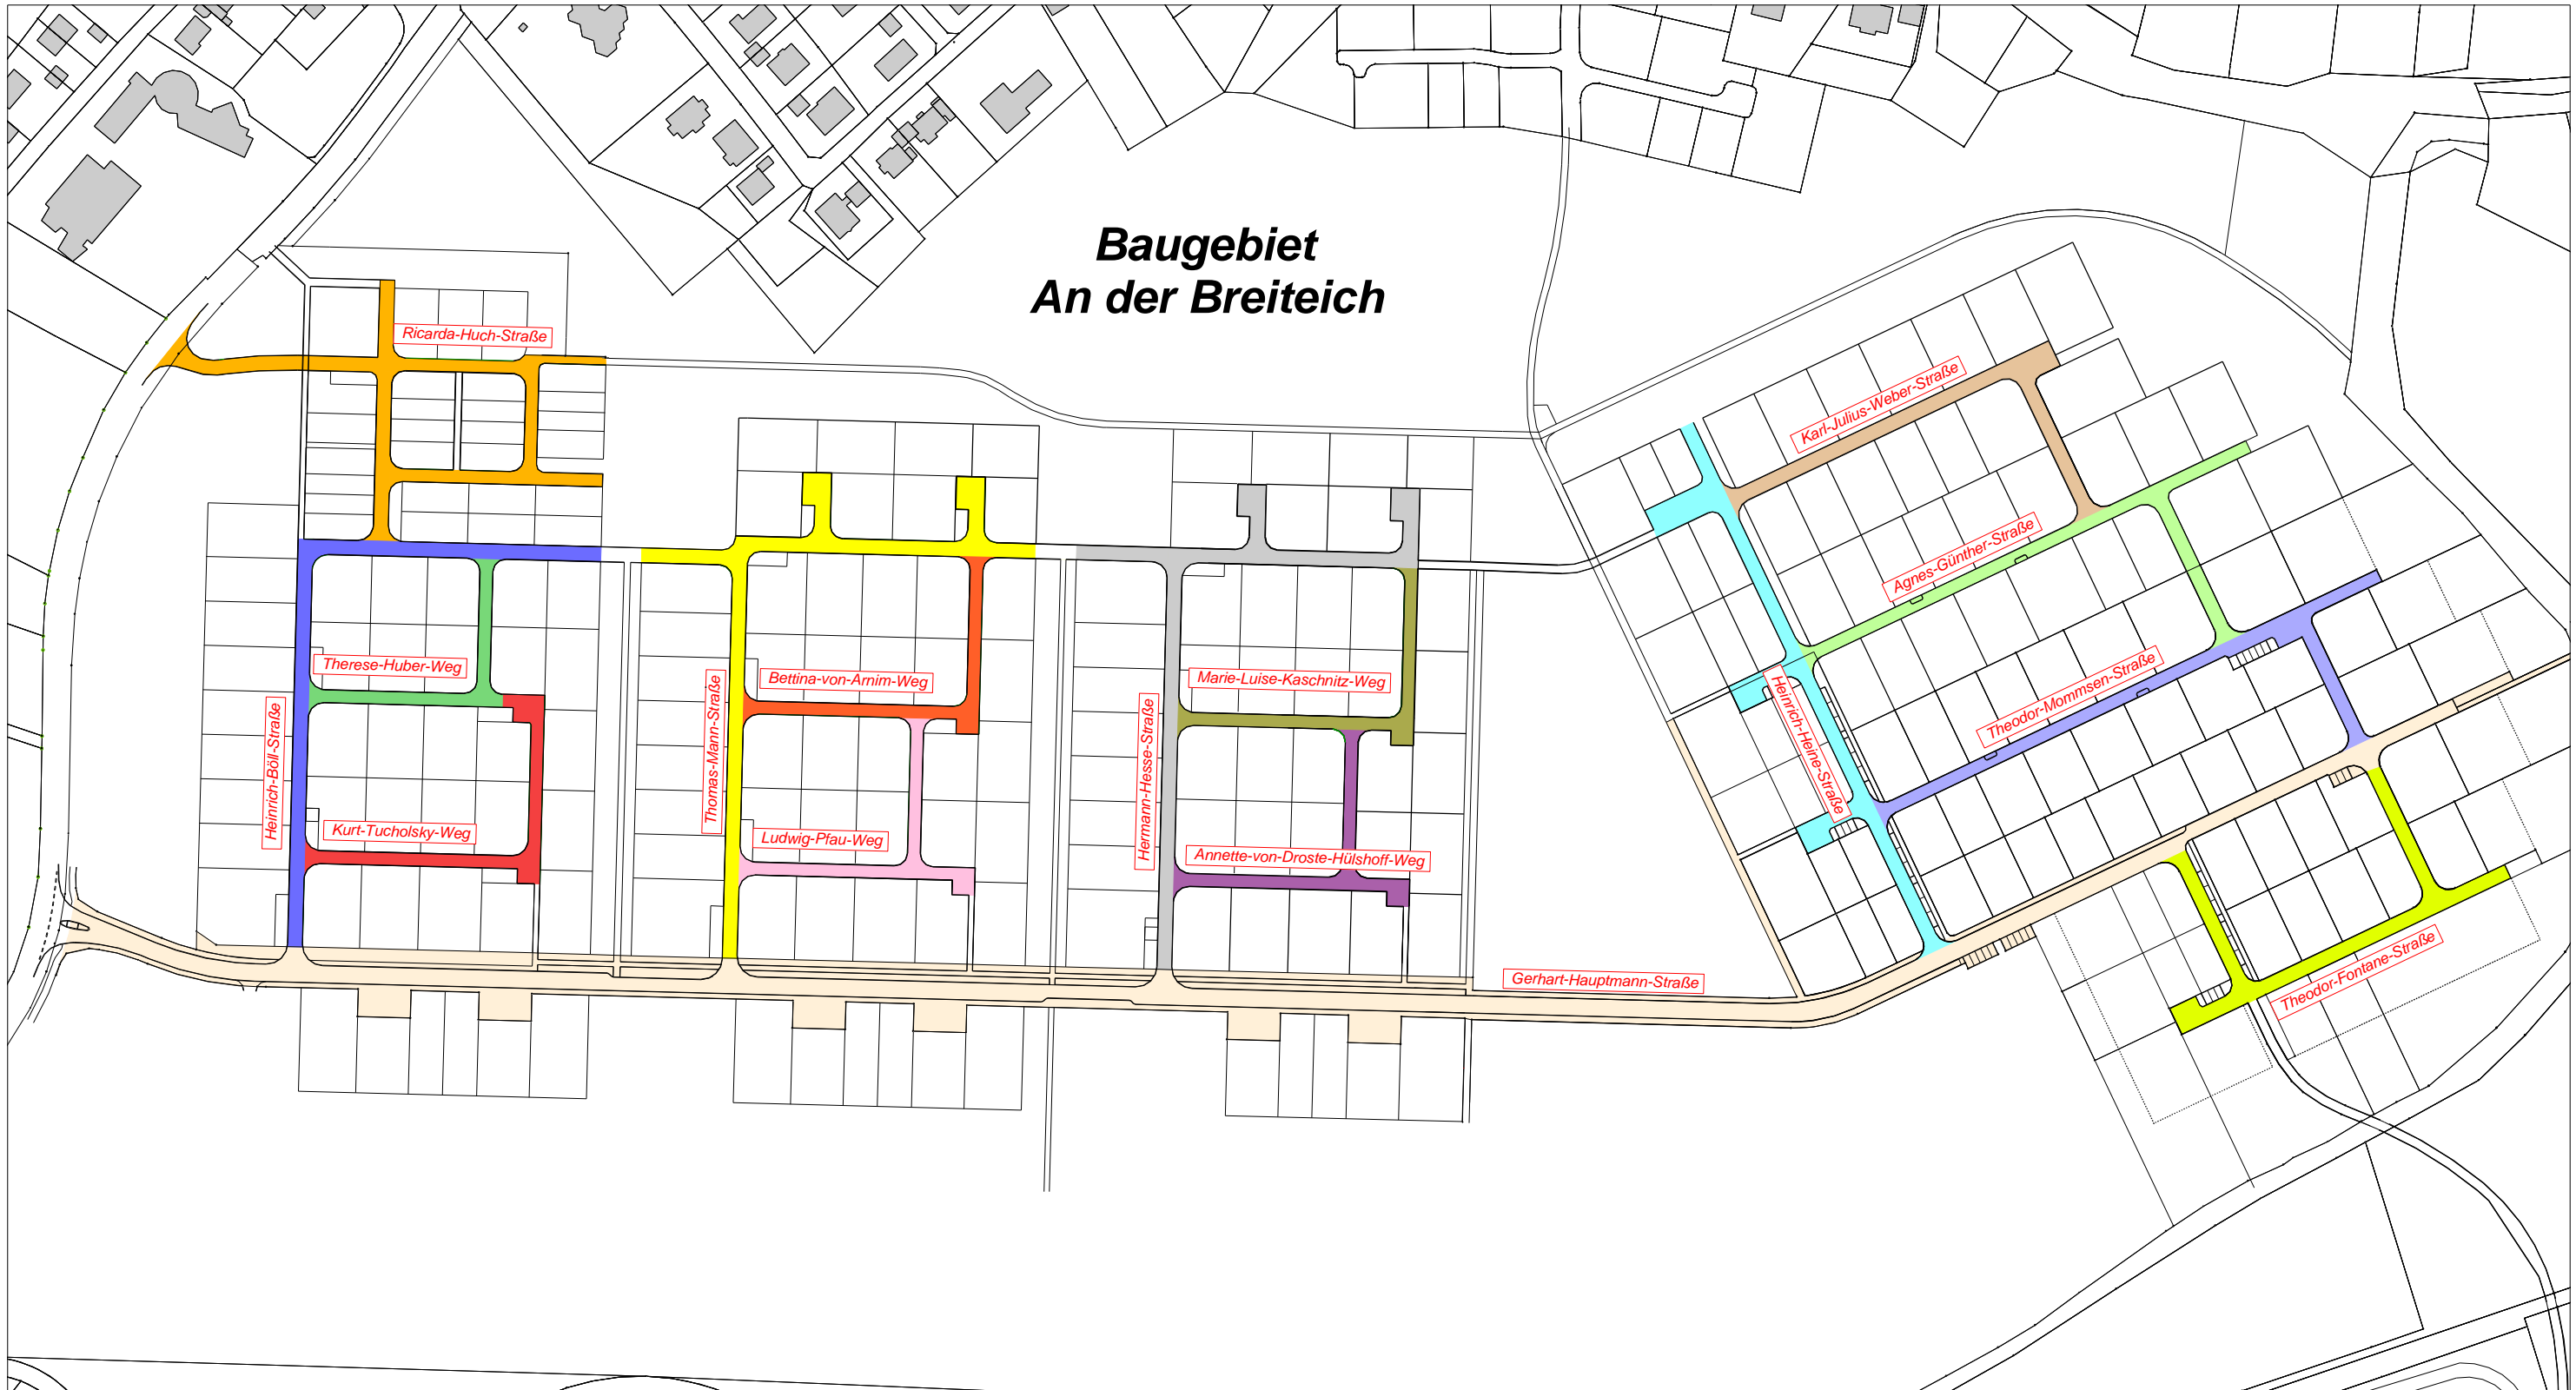 Baugebiet
An der Breiteich
Ricarda-Huch-Straße
Karl-Julius-Weber-Straße
Agnes-Günther-Straße
Therese-Huber-Weg
Bettina-von-Arnim-Weg
Marie-Luise-Kaschnitz-Weg
Theodor-Mommsen-Straße
Heinrich-Böll-Straße
Thomas-Mann-Straße
Hermann-Hesse-Straße
Heinrich-Heine-Straße
Kurt-Tucholsky-Weg
Ludwig-Pfau-Weg
Annette-von-Droste-Hülshoff-Weg
Gerhart-Hauptmann-Straße
Theodor-Fontane-Straße